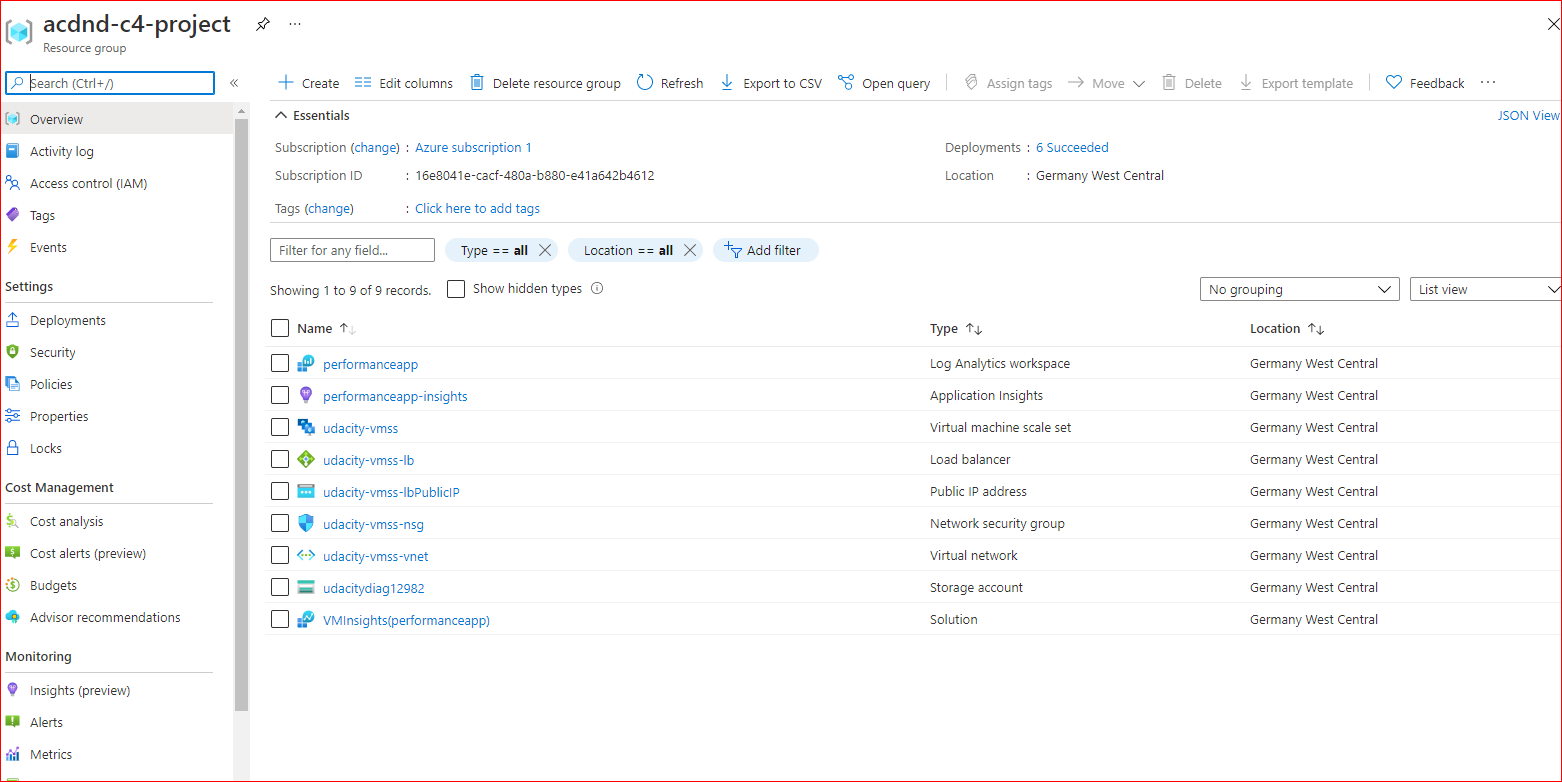 acdnd-c4-project ...
Resource group
Search (Ctrl+/) «
Overview
Activity log
Access control (IAM)
Tags
Events
Settings
Deployments
Security
Policies
Properties
Locks
Cost Management
Cost analysis
Cost alerts (preview)
Budgets
Advisor recommendations
Monitoring
Insights (preview)
Alerts
Metrics
Create Edit columns Delete resource group Refresh Export to CSV Open query Assign tags Move Delete Export template Feedback ...
Essentials JSON View
Subscription (change) : Azure subscription 1 Deployments : 6 Succeeded
Subscription ID : 16e8041e-cacf-480a-b880-e41a642b4612 Location : Germany West Central
Tags (change) : Click here to add tags
Filter for any field... Type == all Location == all Add filter
Showing 1 to 9 of 9 records. Show hidden types No grouping List view
Name Type Location
performanceapp Log Analytics workspace Germany West Central
performanceapp-insights Application Insights Germany West Central
udacity-vmss Virtual machine scale set Germany West Central
udacity-vmss-lb Load balancer Germany West Central
udacity-vmss-lbPublicIP Public IP address Germany West Central
udacity-vmss-nsg Network security group Germany West Central
udacity-vmss-vnet Virtual network Germany West Central
udacitydiag12982 Storage account Germany West Central
VMInsights(performanceapp) Solution Germany West Central